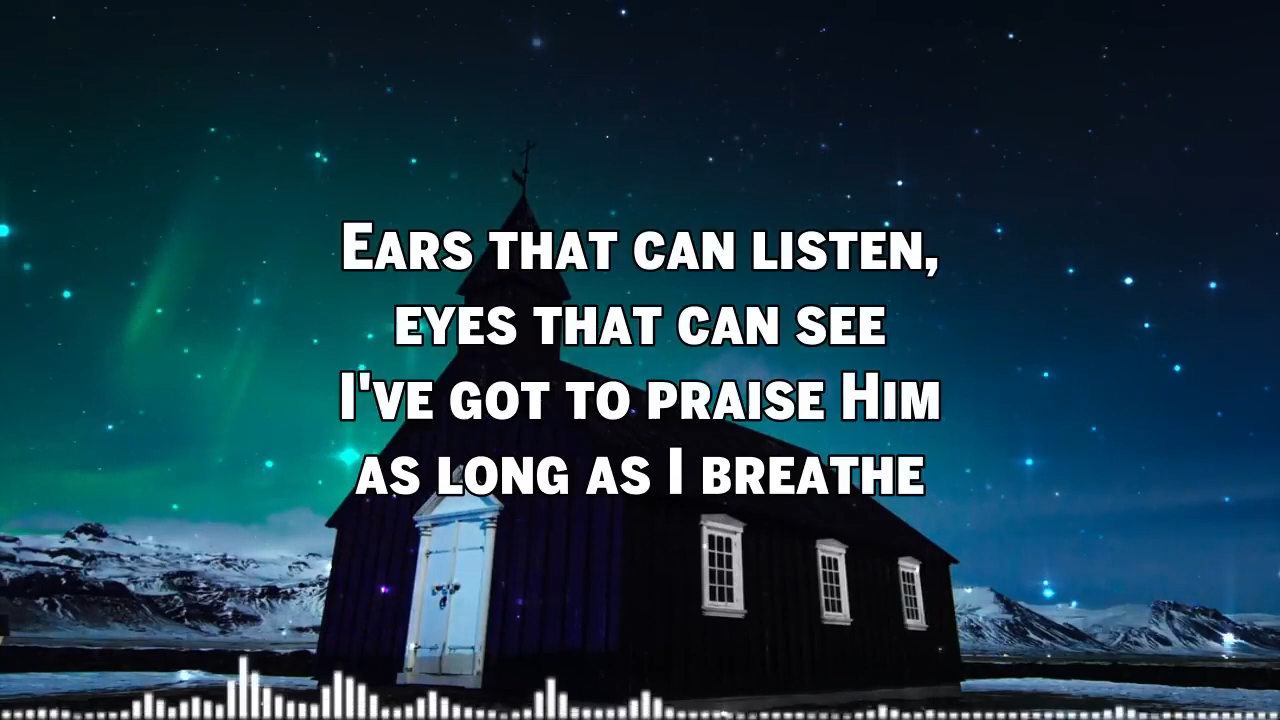 Ears that can listen,
eyes that can see
I've got to praise Him
as long as I breathe